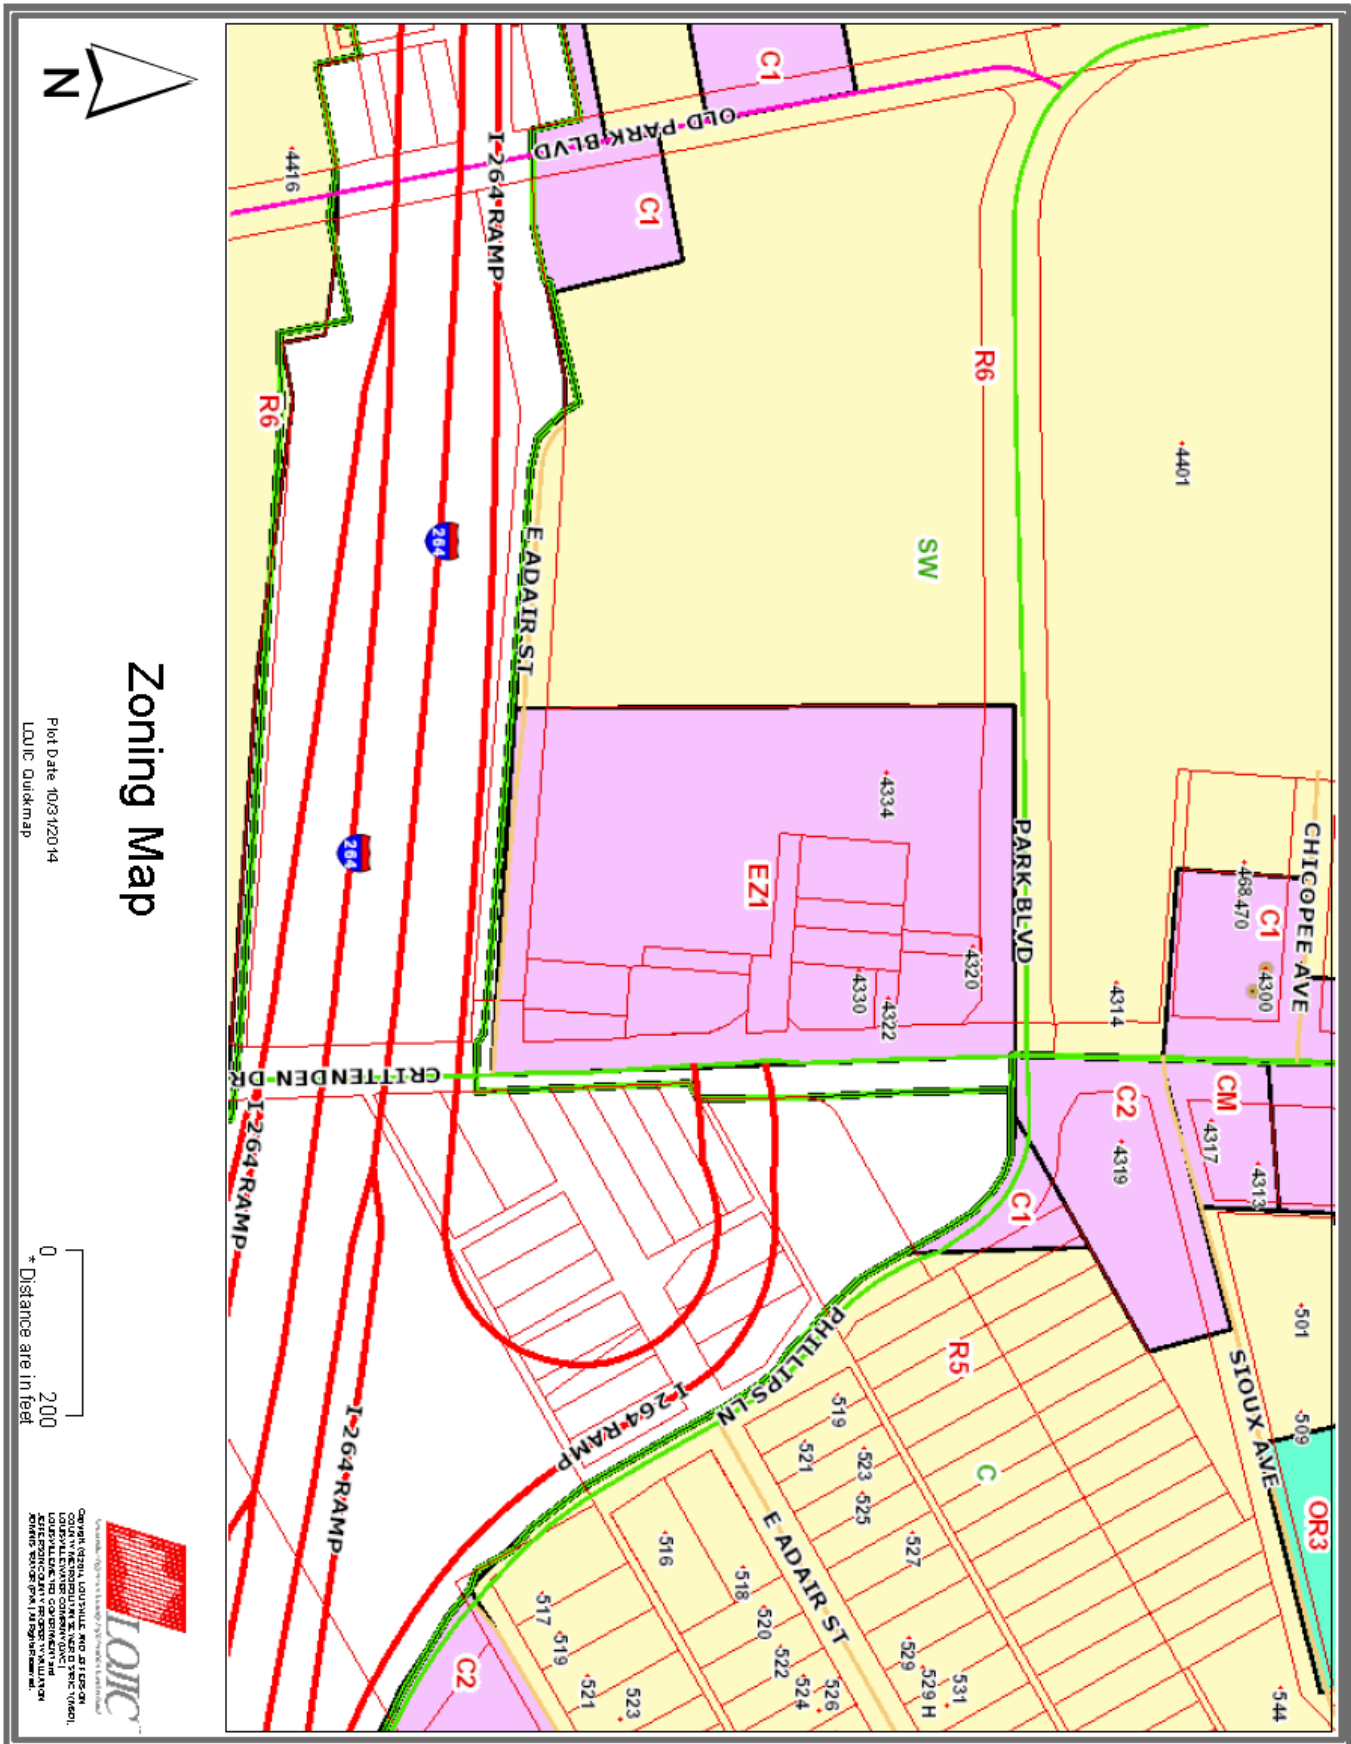 OR3
544
501
509
SIOUX AVE
CHICOPEE AVE
C1
468.470
4300
CM
4317
4313
4401
4314
C2
4319
C1
PARK BLVD
R6
SW
4320
4334
4322
4330
EZ1
R5
C
531
529 H
529
527
523
525
519
521
E ADAIR ST
PHILLIPS LN
526
524
522
520
518
516
523
521
519
517
C1
C1
OLD PARK BLVD
E ADAIR ST
I 264 RAMP
I 264 RAMP
264
264
CRITTENDEN DR
C2
I 264 RAMP
I 264 RAMP
4416
R6
N
Zoning Map
Plot Date 10/31/2014
LOJIC Quickmap
0
200
* Distance are in feet
LOJIC